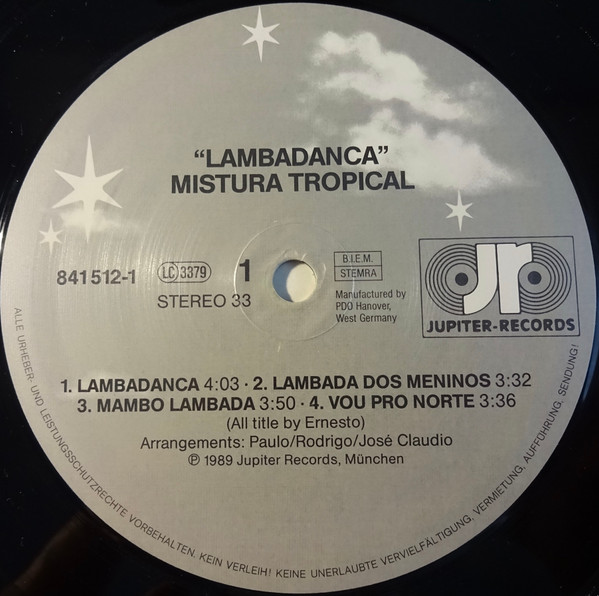 “LAMBADANCA”
MISTURA TROPICAL
841 512-1
LC 3379
1
STEREO 33
B.I.E.M.
STEMRA
Manufactured by
PDO Hanover,
West Germany
jr
JUPITER-RECORDS
1. LAMBADANCA 4:03 · 2. LAMBADA DOS MENINOS 3:32
3. MAMBO LAMBADA 3:50 · 4. VOU PRO NORTE 3:36
(All title by Ernesto)
Arrangements: Paulo/Rodrigo/José Claudio
℗ 1989 Jupiter Records, München
ALLE URHEBER- UND LEISTUNGSSCHUTZRECHTE VORBEHALTEN. KEIN VERLEIH! KEINE UNERLAUBTE VERVIELFÄLTIGUNG, VERMIETUNG, AUFFÜHRUNG, SENDUNG!